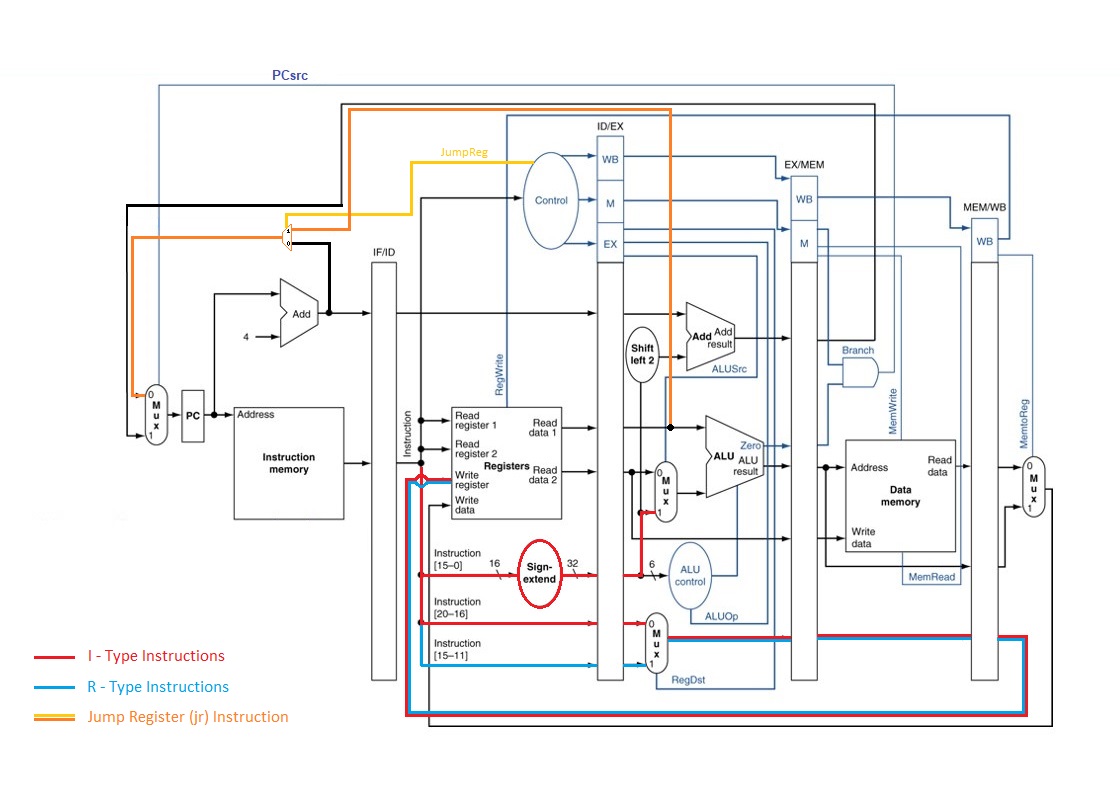 PCsrc
ID/EX
WB
M
EX
JumpReg
Control
EX/MEM
WB
M
MEM/WB
WB
1
0
IF/ID
Add
4
Add
Add
result
Shift
left 2
ALUSrc
Branch
RegWrite
MemWrite
MemtoReg
0
M
u
x
1
PC
Address
Instruction
memory
Instruction
Read
register 1
Read
register 2
Registers
Write
register
Write
data
Read
data 1
Read
data 2
0
M
u
x
1
ALU
Zero
ALU
result
Address
Read
data
Data
memory
Write
data
0
M
u
x
1
MemRead
Instruction
[15–0]
16
Sign-
extend
32
6
ALU
control
ALUOp
Instruction
[20–16]
Instruction
[15–11]
0
M
u
x
1
RegDst
I - Type Instructions
R - Type Instructions
Jump Register (jr) Instruction